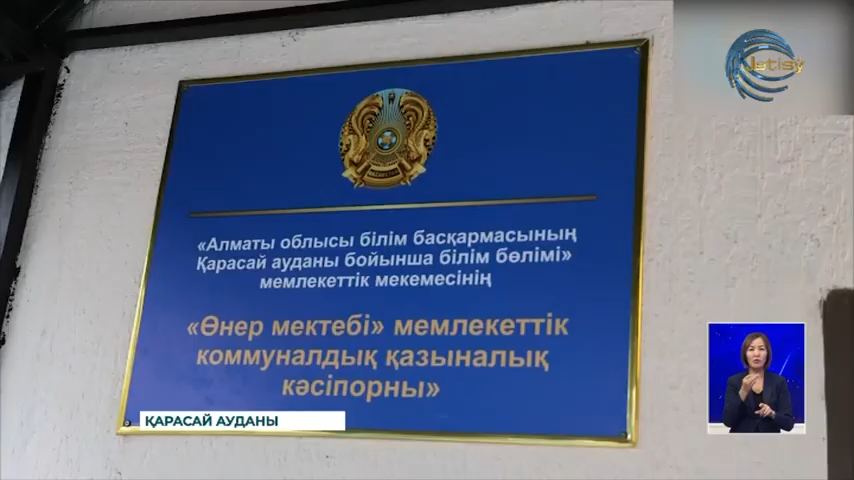 Jetisy
«Алматы облысы білім басқармасының
Қарасай ауданы бойынша білім бөлімі»
мемлекеттік мекемесінің
«Өнер мектебі» мемлекеттік
коммуналдық қазыналық
кәсіпорны»
ҚАРАСАЙ АУДАНЫ